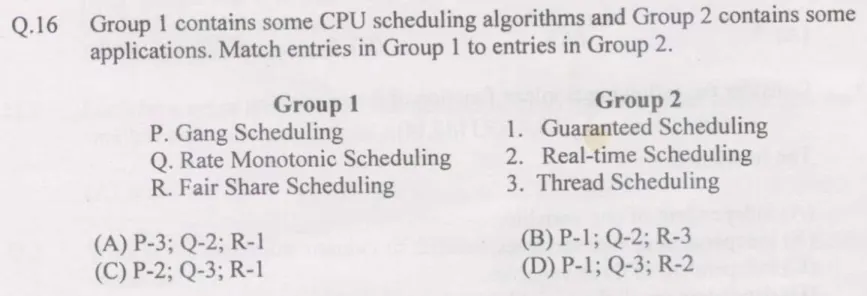 Q.16 Group 1 contains some CPU scheduling algorithms and Group 2 contains some
applications. Match entries in Group 1 to entries in Group 2.
Group 1 Group 2
P. Gang Scheduling 1. Guaranteed Scheduling
Q. Rate Monotonic Scheduling 2. Real-time Scheduling
R. Fair Share Scheduling 3. Thread Scheduling
(A) P-3; Q-2; R-1 (B) P-1; Q-2; R-3
(C) P-2; Q-3; R-1 (D) P-1; Q-3; R-2